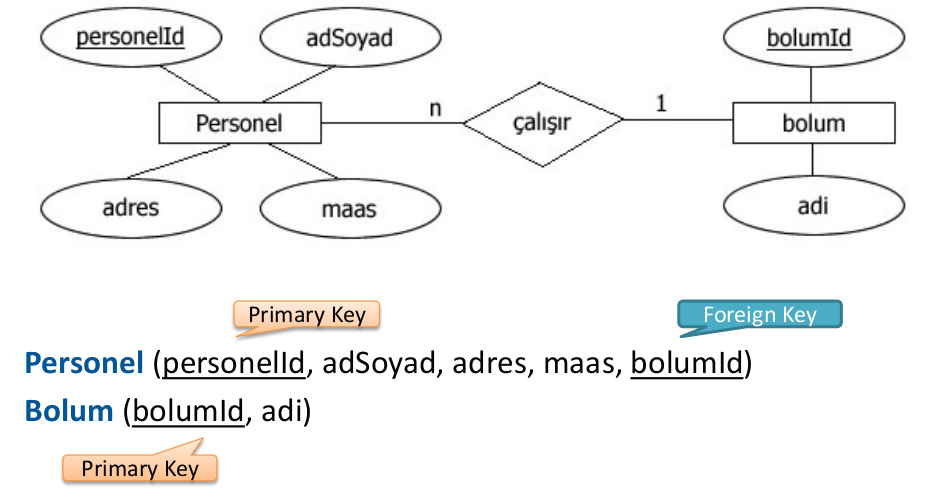 personelId
adSoyad
bolumId
Personel
n
çalışır
1
bolum
adres
maas
adi
Primary Key
Foreign Key
Personel (personelId, adSoyad, adres, maas, bolumId)
Bolum (bolumId, adi)
Primary Key